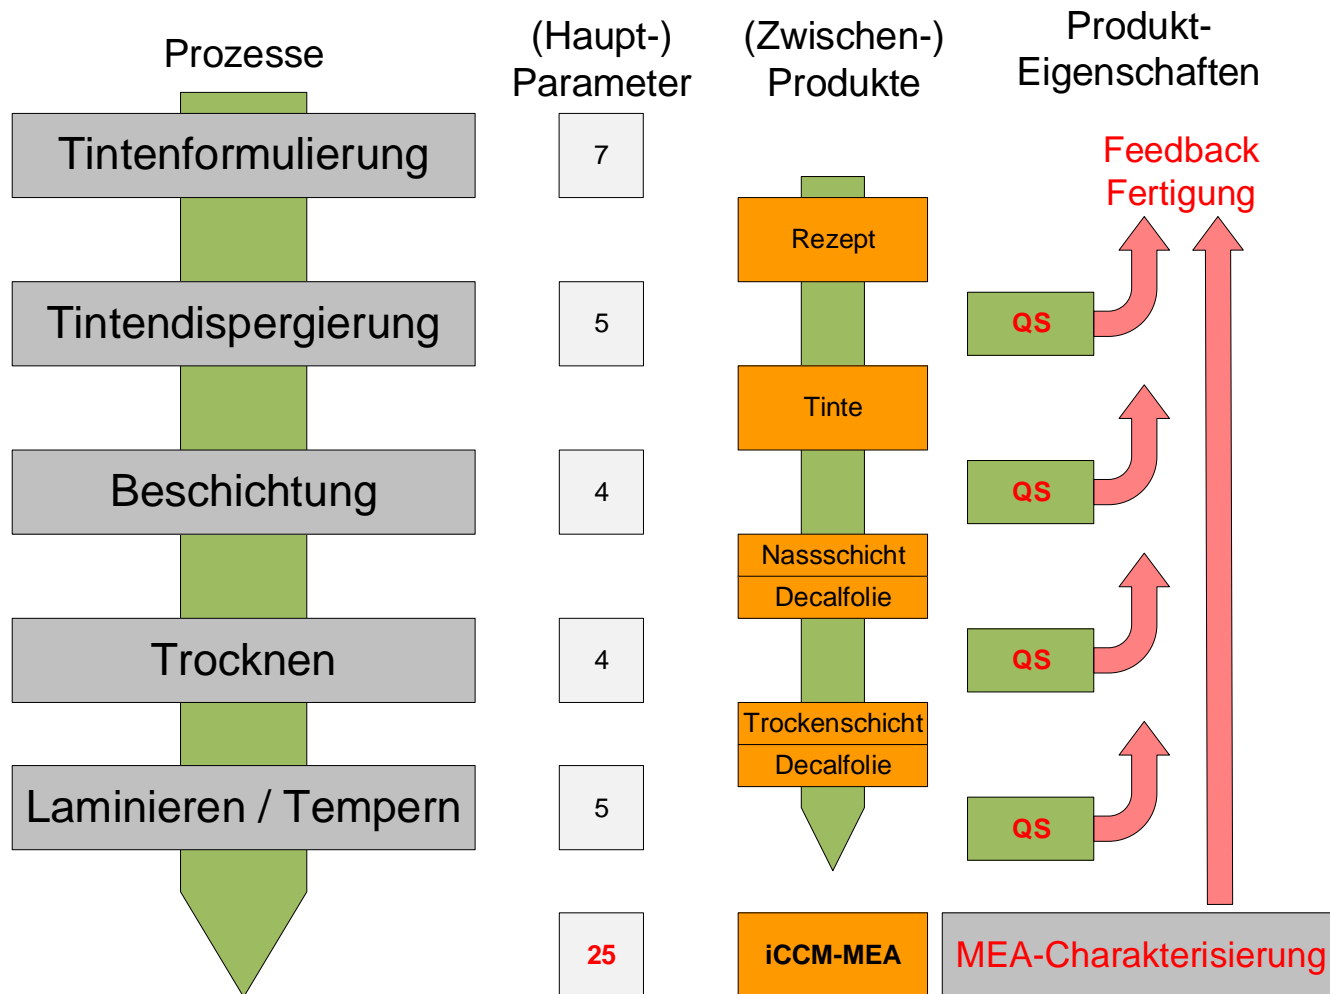 Prozesse
(Haupt-)
Parameter
(Zwischen-)
Produkte
Produkt-
Eigenschaften
Tintenformulierung
7
Feedback
Fertigung
Rezept
Tintendispergierung
5
QS
Tinte
Beschichtung
4
QS
Nassschicht
Decalfolie
Trocknen
4
QS
Trockenschicht
Decalfolie
Laminieren / Tempern
5
QS
25
iCCM-MEA
MEA-Charakterisierung